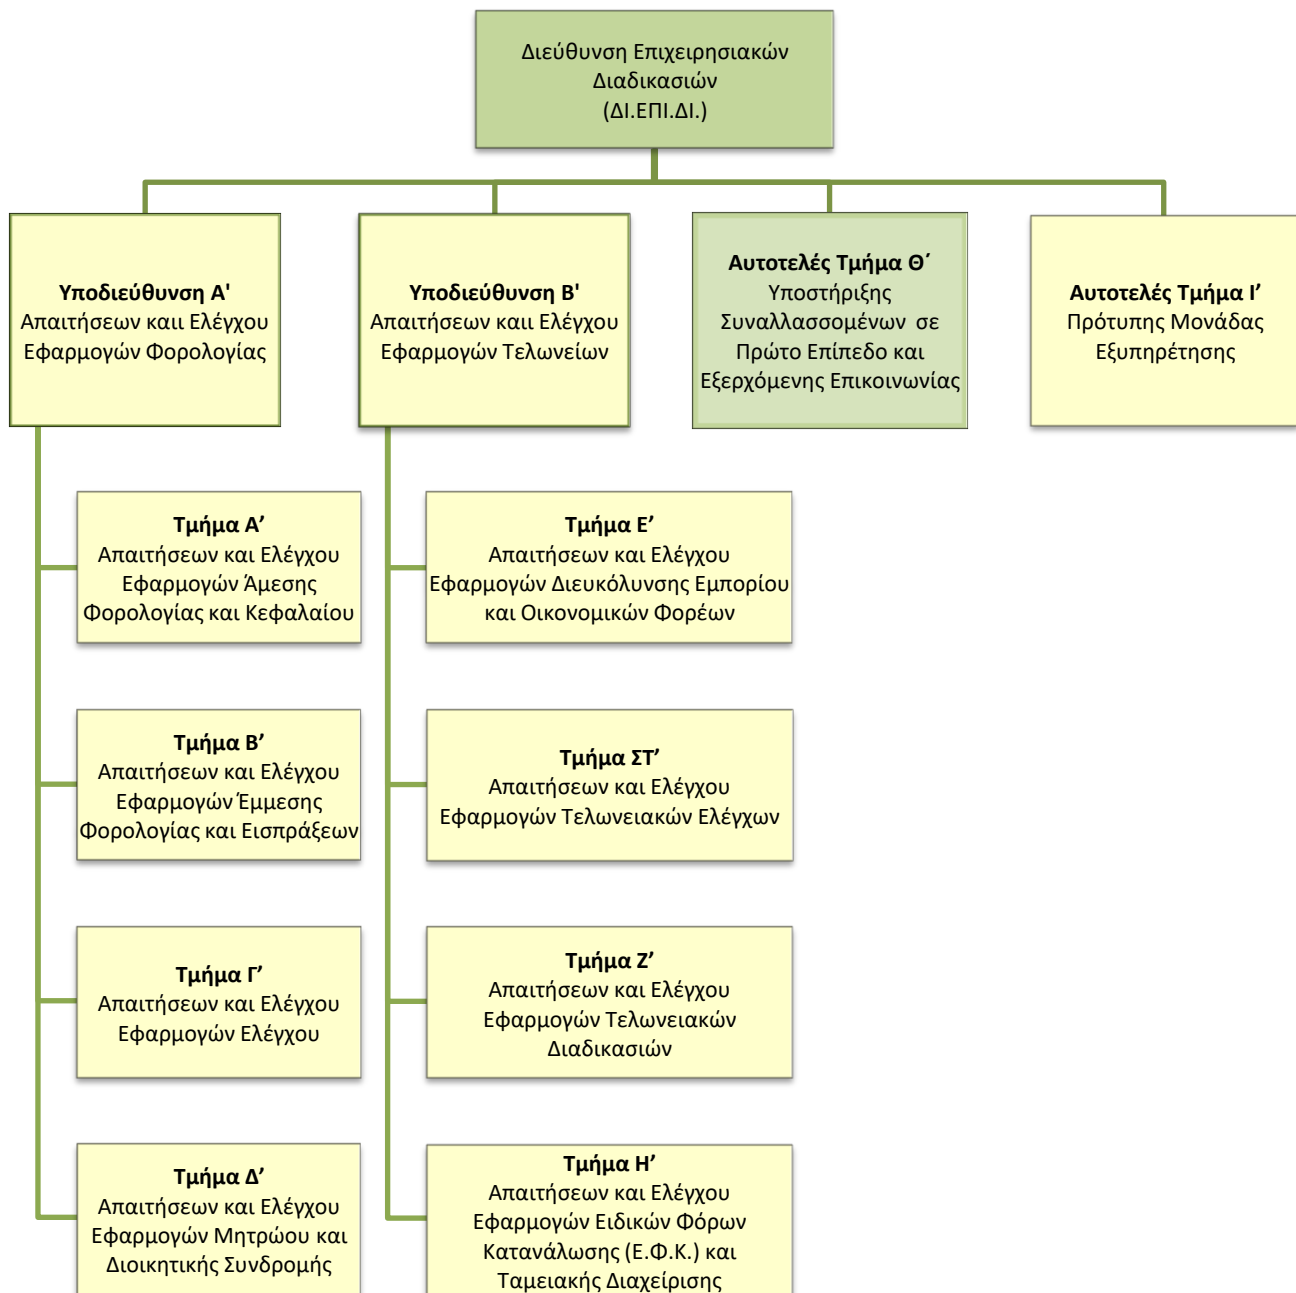 Διεύθυνση Επιχειρησιακών
Διαδικασιών
(ΔΙ.ΕΠΙ.ΔΙ.)
Υποδιεύθυνση Α'
Απαιτήσεων καιι Ελέγχου
Εφαρμογών Φορολογίας
Υποδιεύθυνση Β'
Απαιτήσεων καιι Ελέγχου
Εφαρμογών Τελωνείων
Αυτοτελές Τμήμα Θ΄
Υποστήριξης
Συναλλασσομένων σε
Πρώτο Επίπεδο και
Εξερχόμενης Επικοινωνίας
Αυτοτελές Τμήμα Ι’
Πρότυπης Μονάδας
Εξυπηρέτησης
Τμήμα Α’
Απαιτήσεων και Ελέγχου
Εφαρμογών Άμεσης
Φορολογίας και Κεφαλαίου
Τμήμα Β’
Απαιτήσεων και Ελέγχου
Εφαρμογών Έμμεσης
Φορολογίας και Εισπράξεων
Τμήμα Γ’
Απαιτήσεων και Ελέγχου
Εφαρμογών Ελέγχου
Τμήμα Δ’
Απαιτήσεων και Ελέγχου
Εφαρμογών Μητρώου και
Διοικητικής Συνδρομής
Τμήμα Ε’
Απαιτήσεων και Ελέγχου
Εφαρμογών Διευκόλυνσης Εμπορίου
και Οικονομικών Φορέων
Τμήμα ΣΤ’
Απαιτήσεων και Ελέγχου
Εφαρμογών Τελωνειακών Ελέγχων
Τμήμα Ζ’
Απαιτήσεων και Ελέγχου
Εφαρμογών Τελωνειακών
Διαδικασιών
Τμήμα Η’
Απαιτήσεων και Ελέγχου
Εφαρμογών Ειδικών Φόρων
Κατανάλωσης (Ε.Φ.Κ.) και
Ταμειακής Διαχείρισης